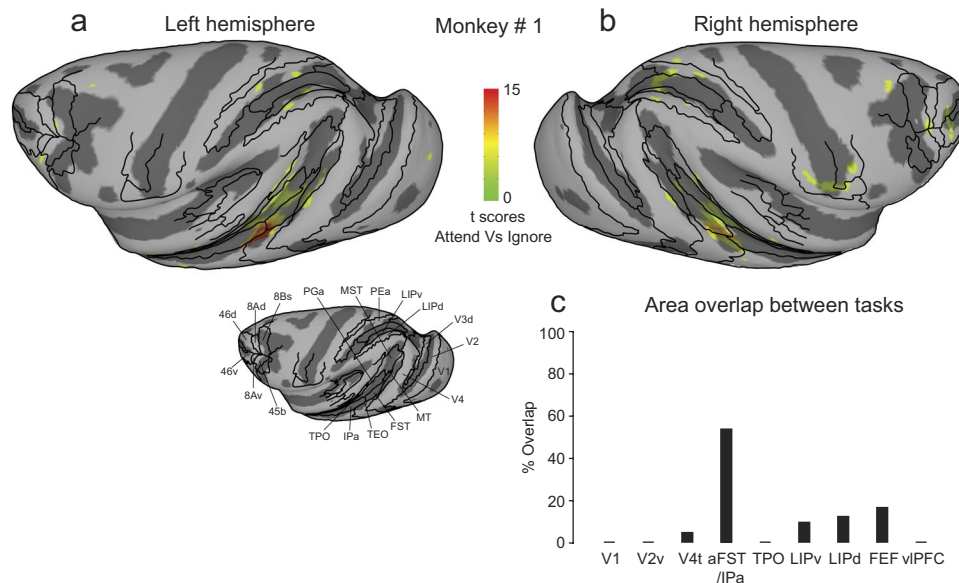 a
Left hemisphere
Monkey # 1
b
Right hemisphere
15
0
t scores
Attend Vs Ignore
8Ad
8Bs
PGa
MST
PEa
LIPv
LIPd
46d
V3d
V2
V1
46v
8Av
45b
V4
MT
TPO
IPa
TEO
FST
c
Area overlap between tasks
% Overlap
100
80
60
40
20
0
V1 V2v V4t aFST TPO LIPv LIPd FEF vlPFC
/IPa